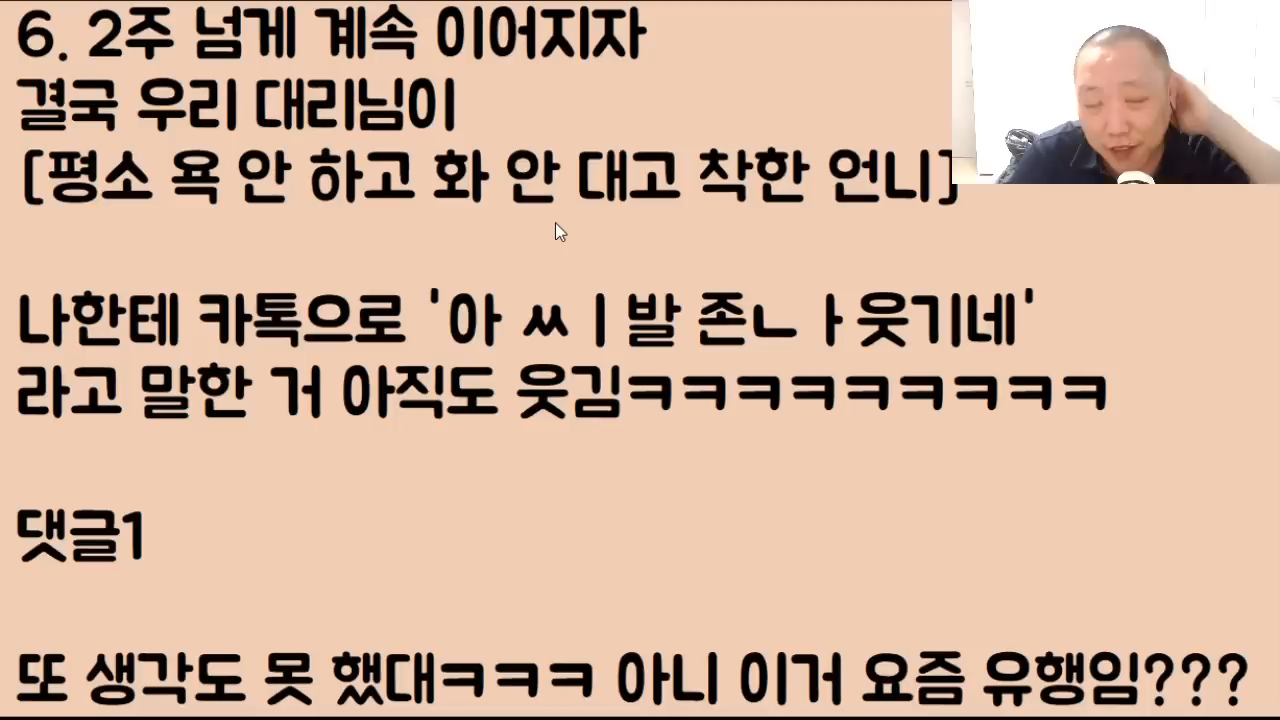 6. 2주 넘게 계속 이어지자
결국 우리 대리님이
[평소 욕 안 하고 화 안 대고 착한 언니]
나한테 카톡으로 '아 ㅆㅣ발 존ㄴㅏ웃기네'
라고 말한 거 아직도 웃김ㅋㅋㅋㅋㅋㅋㅋㅋㅋ
댓글1
또 생각도 못 했대ㅋㅋㅋ 아니 이거 요즘 유행임???